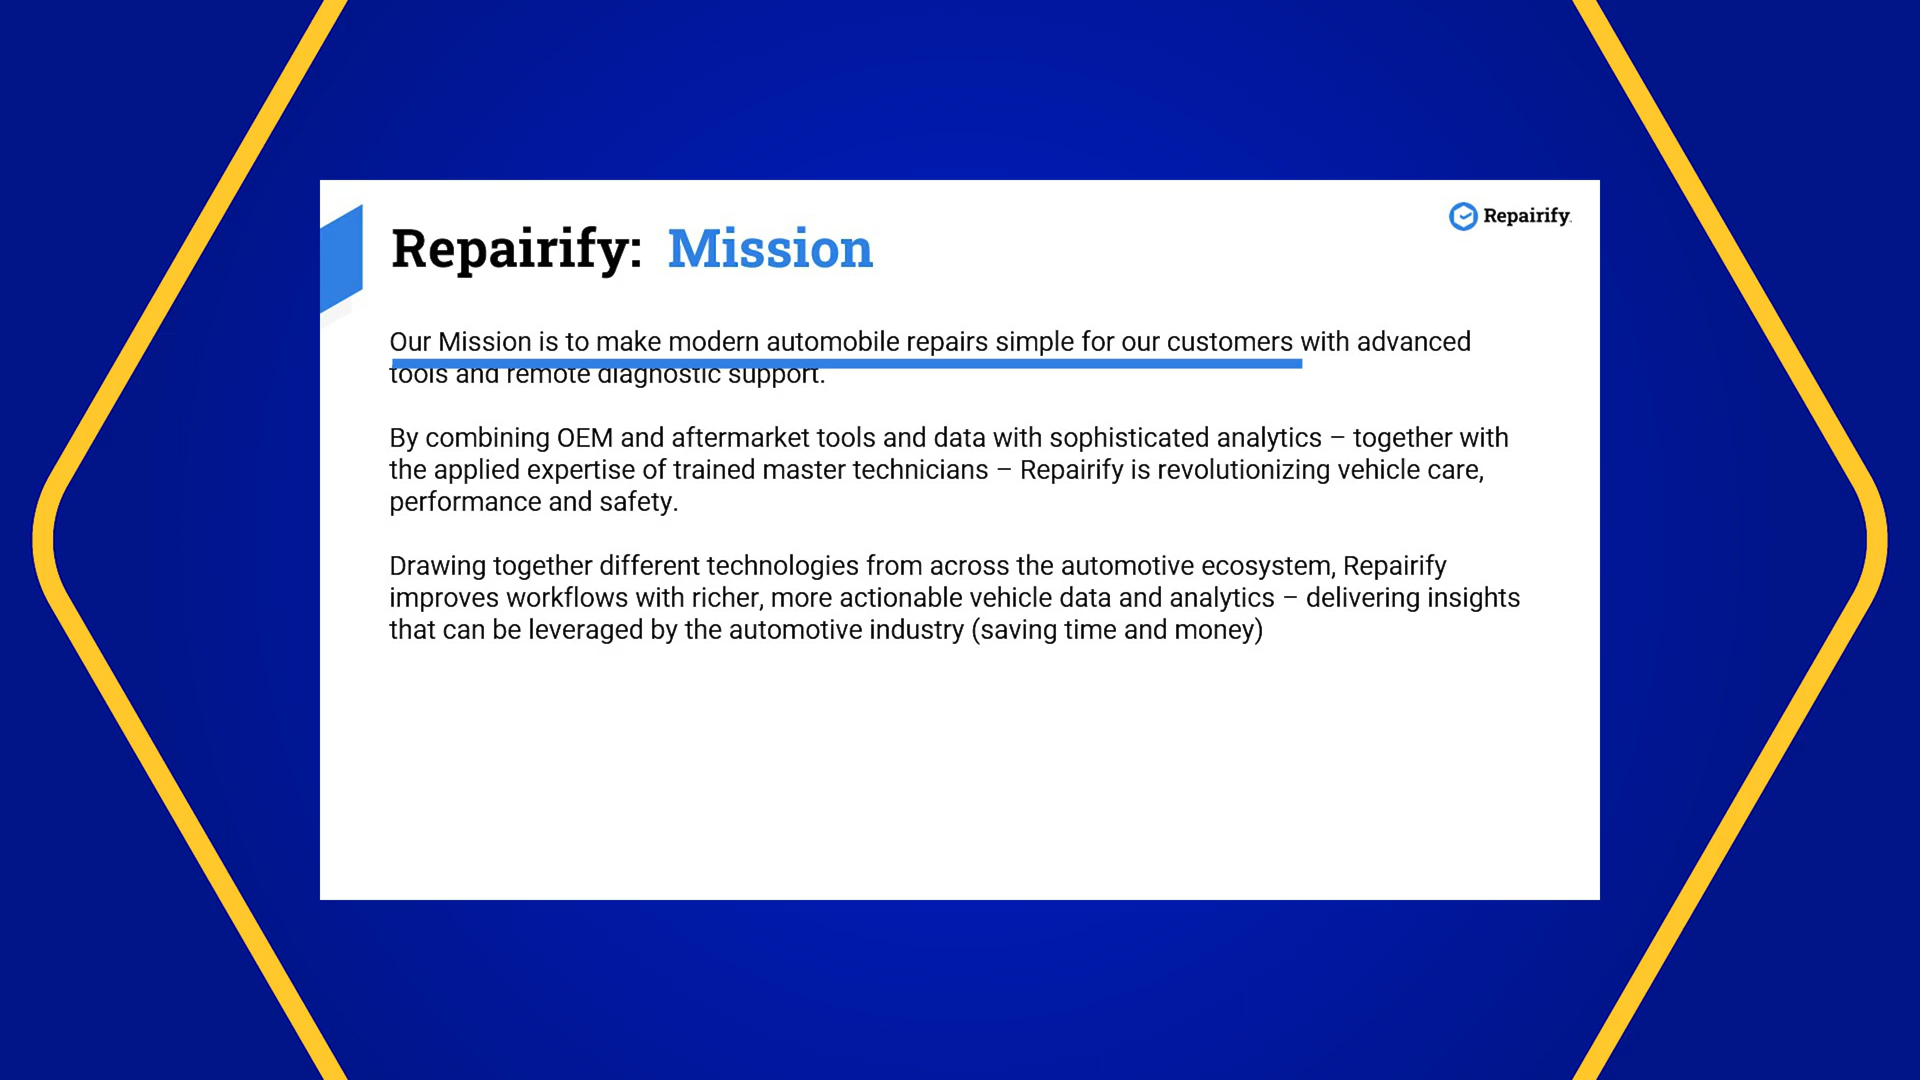 Repairify.
Repairify: Mission
Our Mission is to make modern automobile repairs simple for our customers with advanced
tools and remote diagnostic support.
By combining OEM and aftermarket tools and data with sophisticated analytics – together with
the applied expertise of trained master technicians – Repairify is revolutionizing vehicle care,
performance and safety.
Drawing together different technologies from across the automotive ecosystem, Repairify
improves workflows with richer, more actionable vehicle data and analytics – delivering insights
that can be leveraged by the automotive industry (saving time and money)